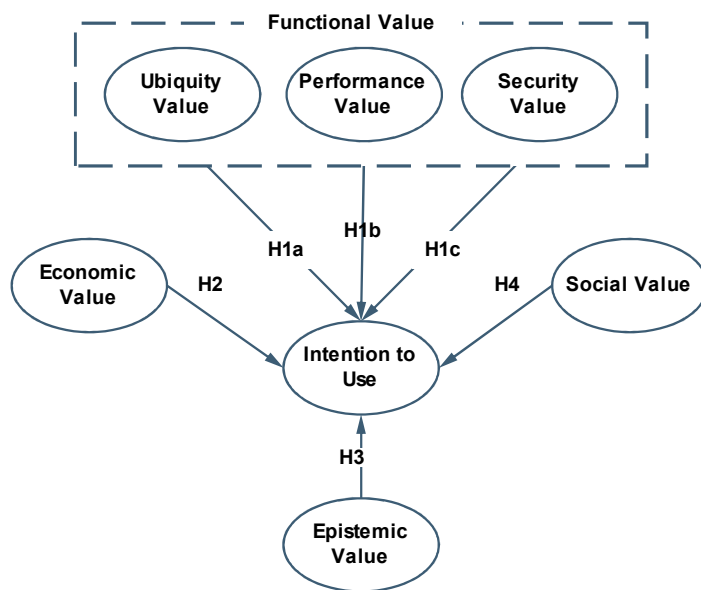 Functional Value
Ubiquity
Value
Performance
Value
Security
Value
H1a
H1b
H1c
Economic
Value
H2
H4
Social Value
Intention to
Use
H3
Epistemic
Value